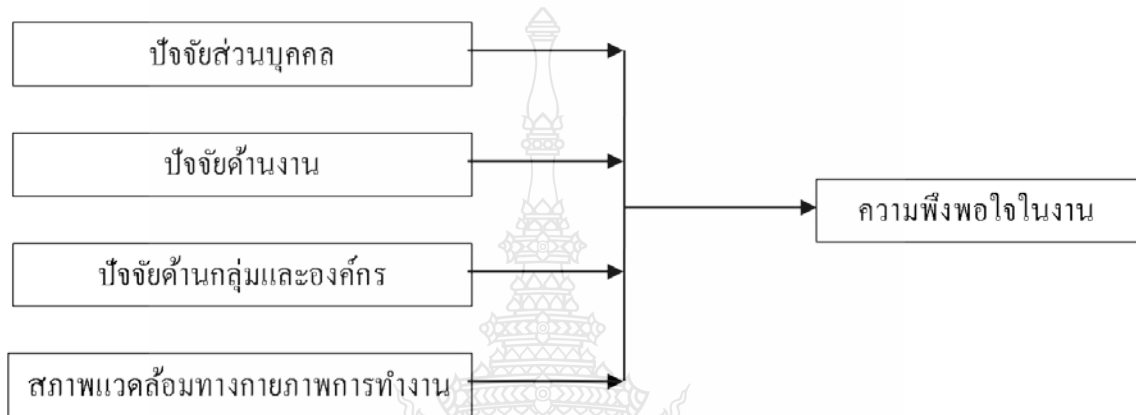 ปัจจัยส่วนบุคคล
ปัจจัยด้านงาน
ความพึงพอใจในงาน
ปัจจัยด้านกลุ่มและองค์กร
สภาพแวดล้อมทางกายภาพการทำงาน